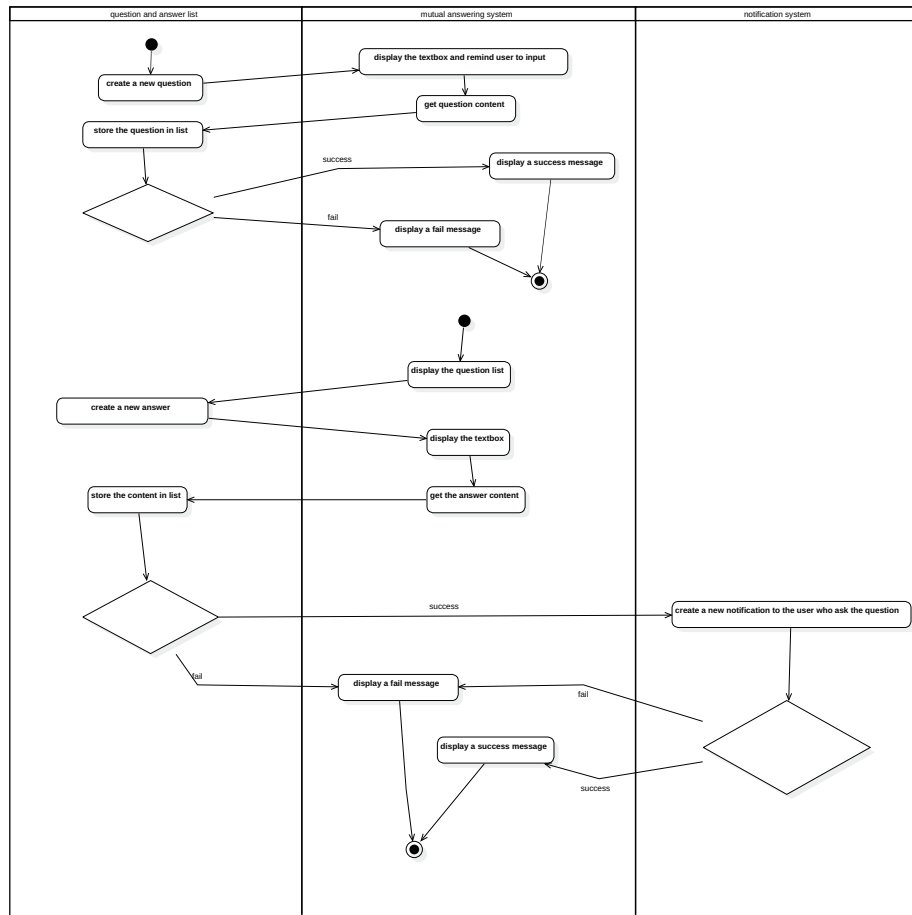 question and answer list
mutual answering system
notification system
display the textbox and remind user to input
create a new question
get question content
store the question in list
success
display a success message
fail
display a fail message
display the question list
create a new answer
display the textbox
store the content in list
get the answer content
success
create a new notification to the user who ask the question
fail
display a fail message
fail
display a success message
success